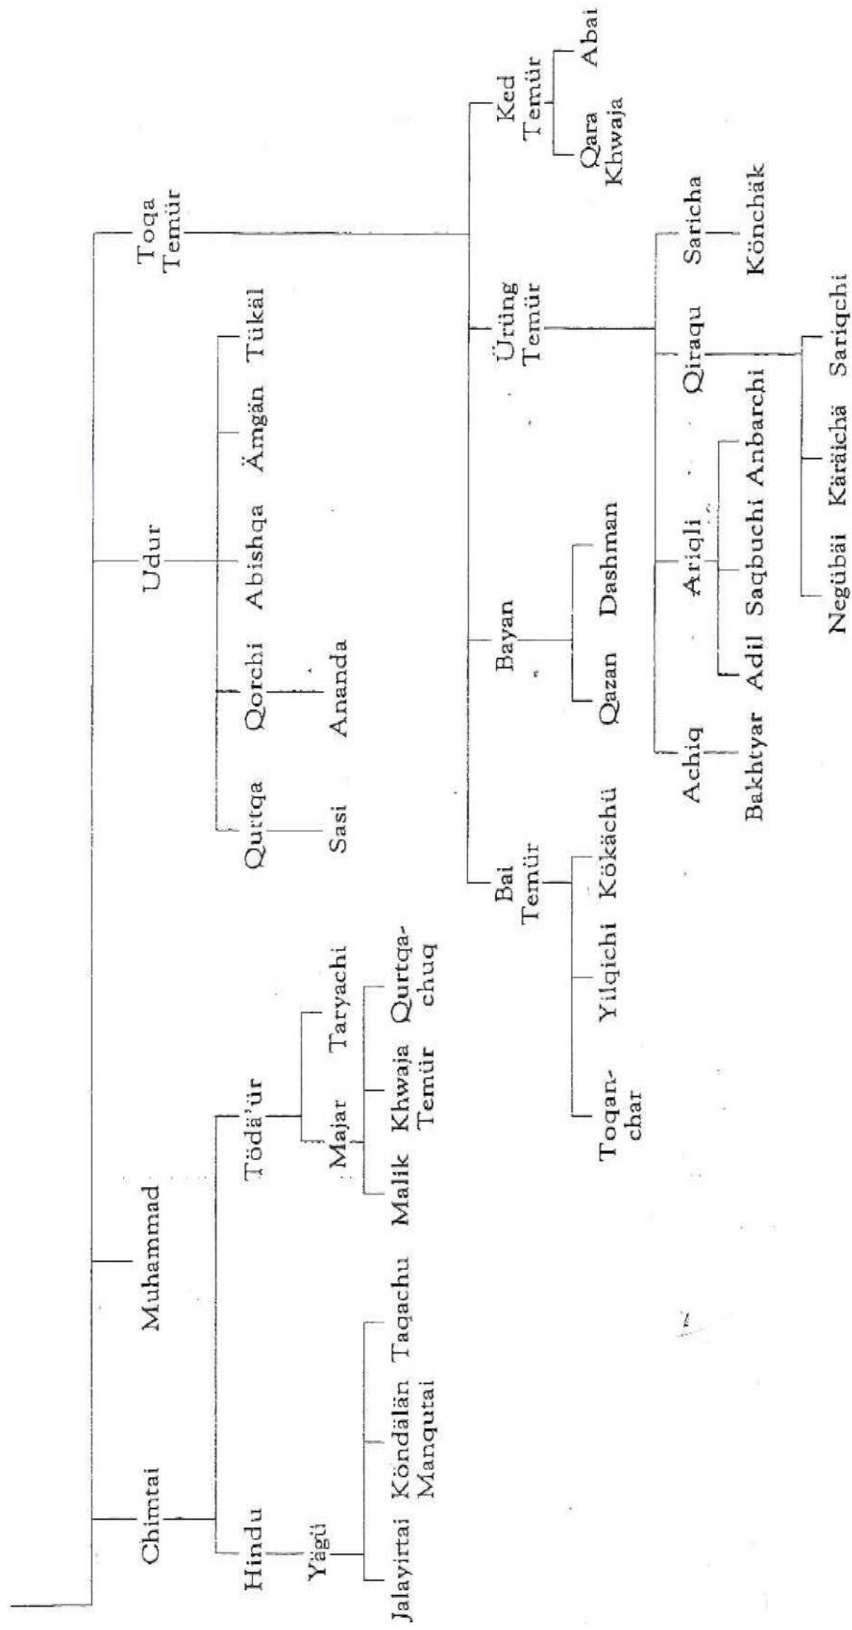 Chimtai
Muhammad
Udur
Toqa
Temür
Hindu
Tödä'ür
Qurtqa
Qorchi
Abishqa
Ämgän
Tükäl
Yägü
Majar
Taryachi
Sasi
Ananda
Jalayirtai
Köndälän
Manqutai
Taqachu
Malik
Khwaja
Temür
Qurtqa-
chuq
Bai
Temür
Bayan
Ürüng
Temür
Ked
Temür
Toqan-
char
Yilqichi
Kökächü
Qazan
Dashman
Qara
Khwaja
Abai
Achiq
Ariqli
Qiraqu
Saricha
Bakhtyar
Adil
Saqbuchi
Anbarchi
Könchäk
Negübäi
Käräichä
Sariqchi